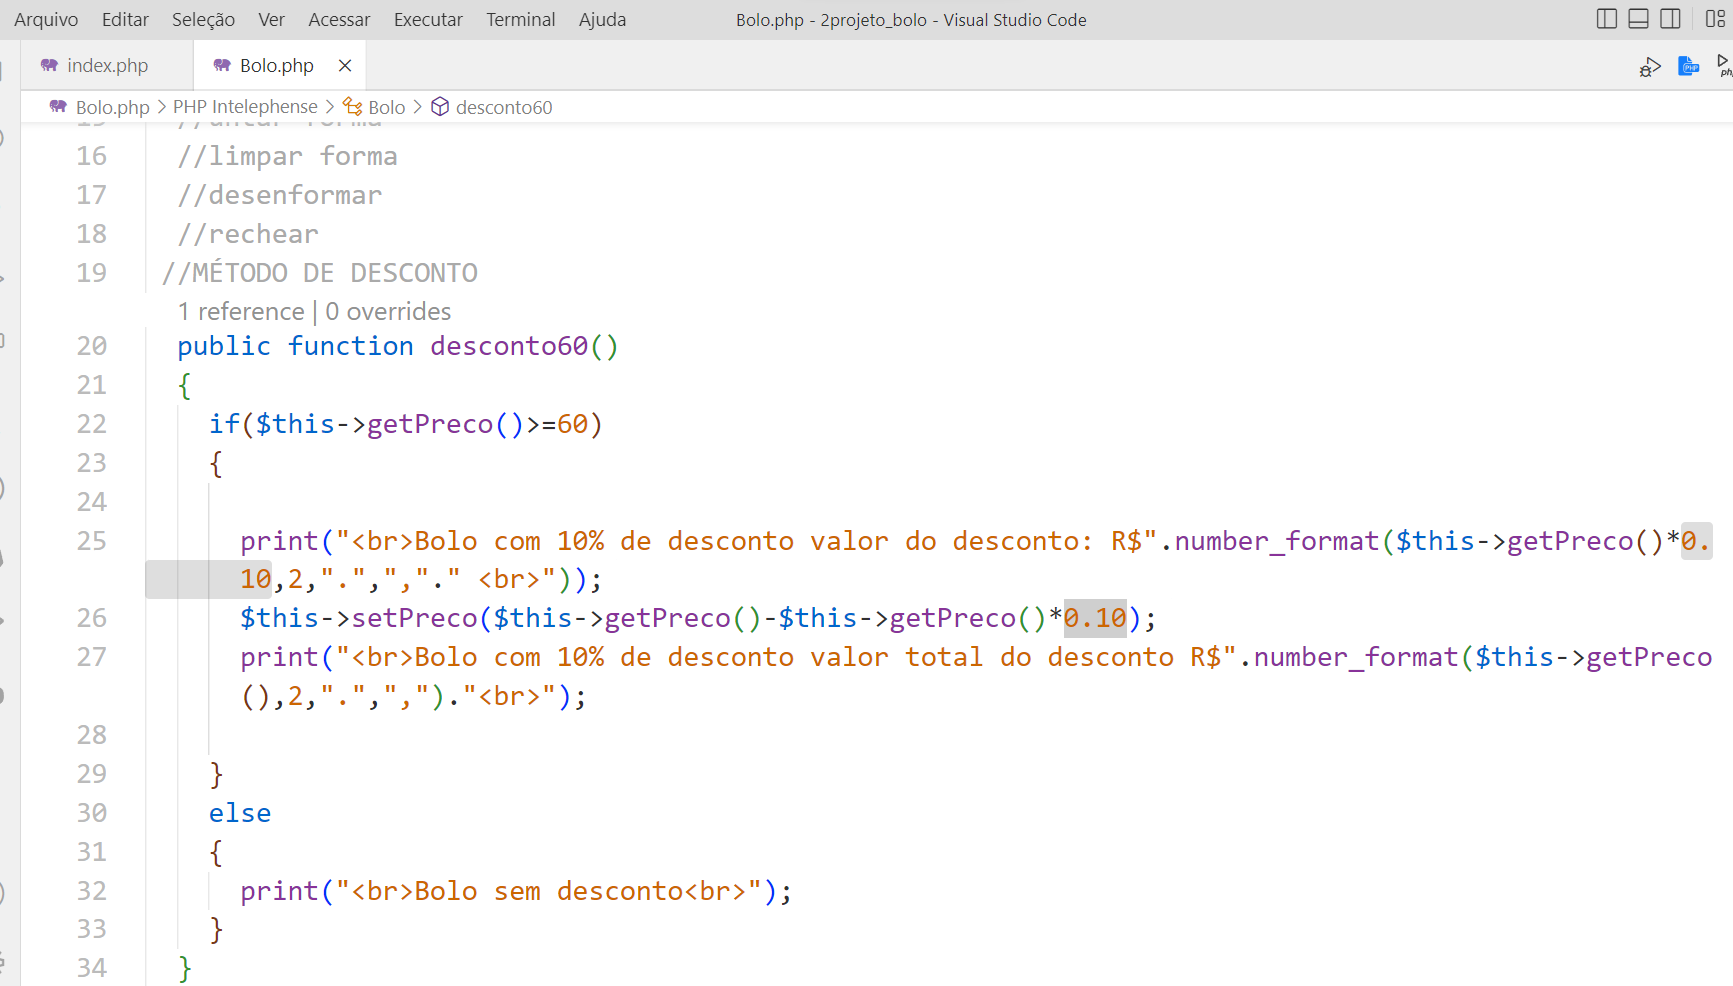 Arquivo Editar Seleção Ver Acessar Executar Terminal Ajuda Bolo.php - 2projeto_bolo - Visual Studio Code
index.php Bolo.php
Bolo.php > PHP Intelephense > Bolo > desconto60
15 //untar forma
16 //limpar forma
17 //desenformar
18 //rechear
19 //MÉTODO DE DESCONTO
1 reference | 0 overrides
20 public function desconto60()
21 {
22 if($this->getPreco()>=60)
23 {
24
25 print("<br>Bolo com 10% de desconto valor do desconto: R$".number_format($this->getPreco()*0.
10,2,".",",","." <br>"));
26 $this->setPreco($this->getPreco()-$this->getPreco()*0.10);
27 print("<br>Bolo com 10% de desconto valor total do desconto R$".number_format($this->getPreco
(),2,".",",")."<br>");
28
29 }
30 else
31 {
32 print("<br>Bolo sem desconto<br>");
33 }
34 }